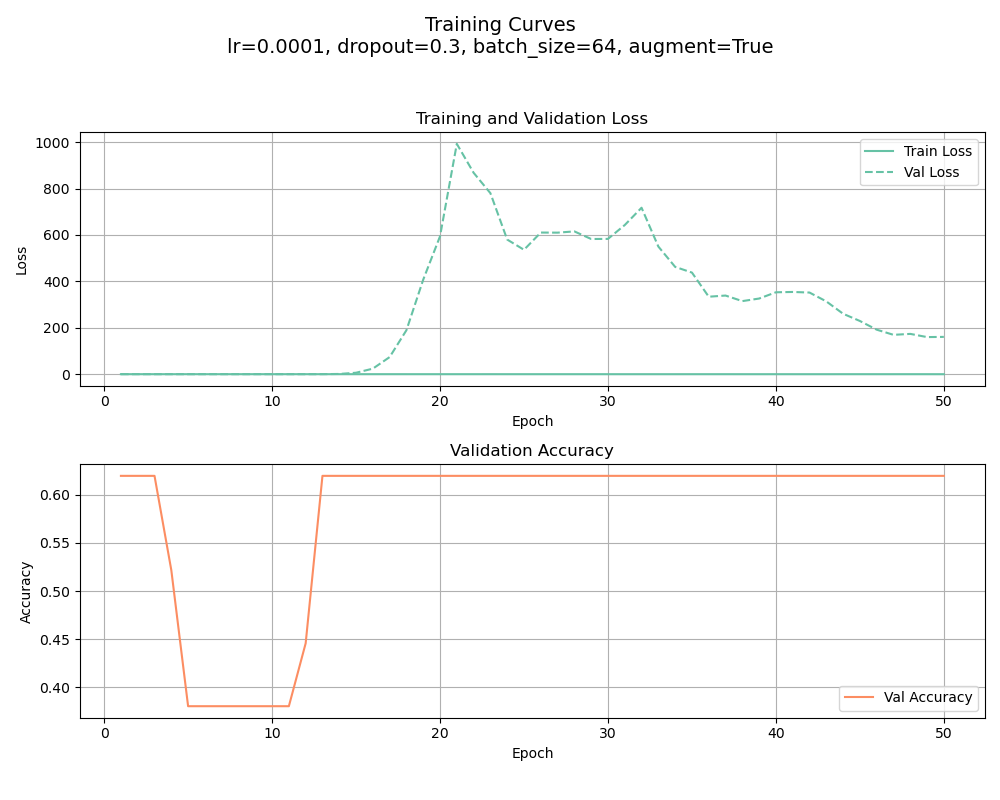 Training Curves
lr=0.0001, dropout=0.3, batch_size=64, augment=True
Training and Validation Loss
1000
800
600
400
200
0
Loss
Train Loss
Val Loss
0
10
20
30
40
50
Epoch
Validation Accuracy
0.60
0.55
0.50
0.45
0.40
Accuracy
Val Accuracy
0
10
20
30
40
50
Epoch